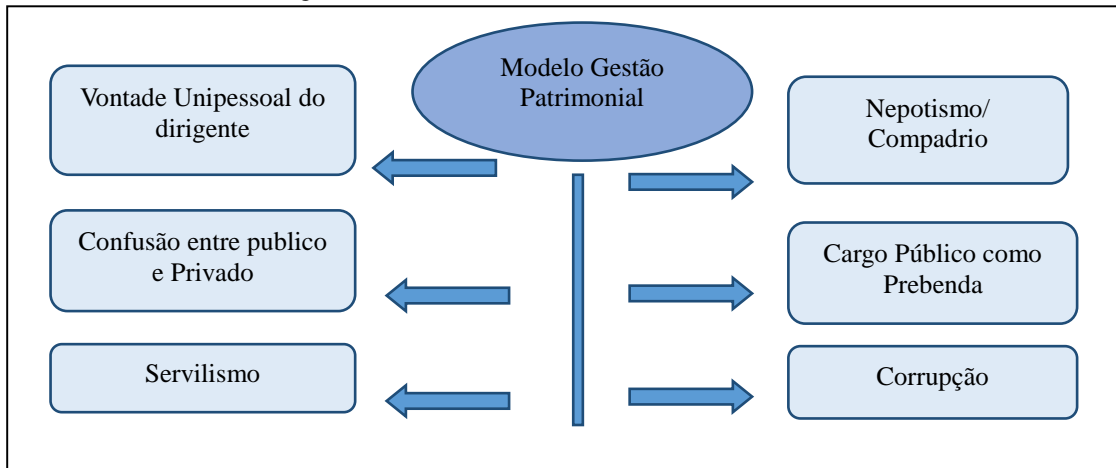 Modelo Gestão
Patrimonial
Vontade Unipessoal do
dirigente
Nepotismo/
Compadrio
Confusão entre publico
e Privado
Cargo Público como
Prebenda
Servilismo
Corrupção